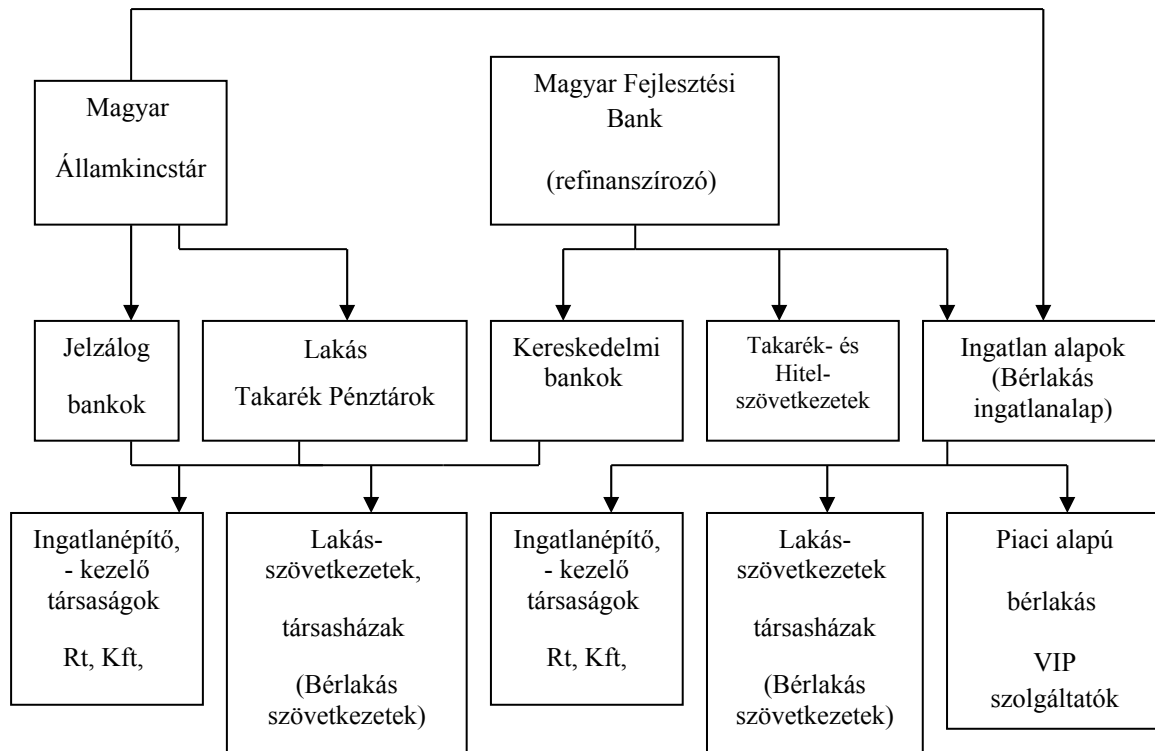 Magyar
Államkincstár
Magyar Fejlesztési
Bank
(refinanszírozó)
Jelzálog
bankok
Lakás
Takarék Pénztárok
Kereskedelmi
bankok
Takarék- és
Hitel-
szövetkezetek
Ingatlan alapok
(Bérlakás
ingatlanalap)
Ingatlanépítő,
- kezelő
társaságok
Rt, Kft,
Lakás-
szövetkezetek,
társasházak
(Bérlakás
szövetkezetek)
Ingatlanépítő,
- kezelő
társaságok
Rt, Kft,
Lakás-
szövetkezetek
társasházak
(Bérlakás
szövetkezetek)
Piaci alapú
bérlakás
VIP
szolgáltatók